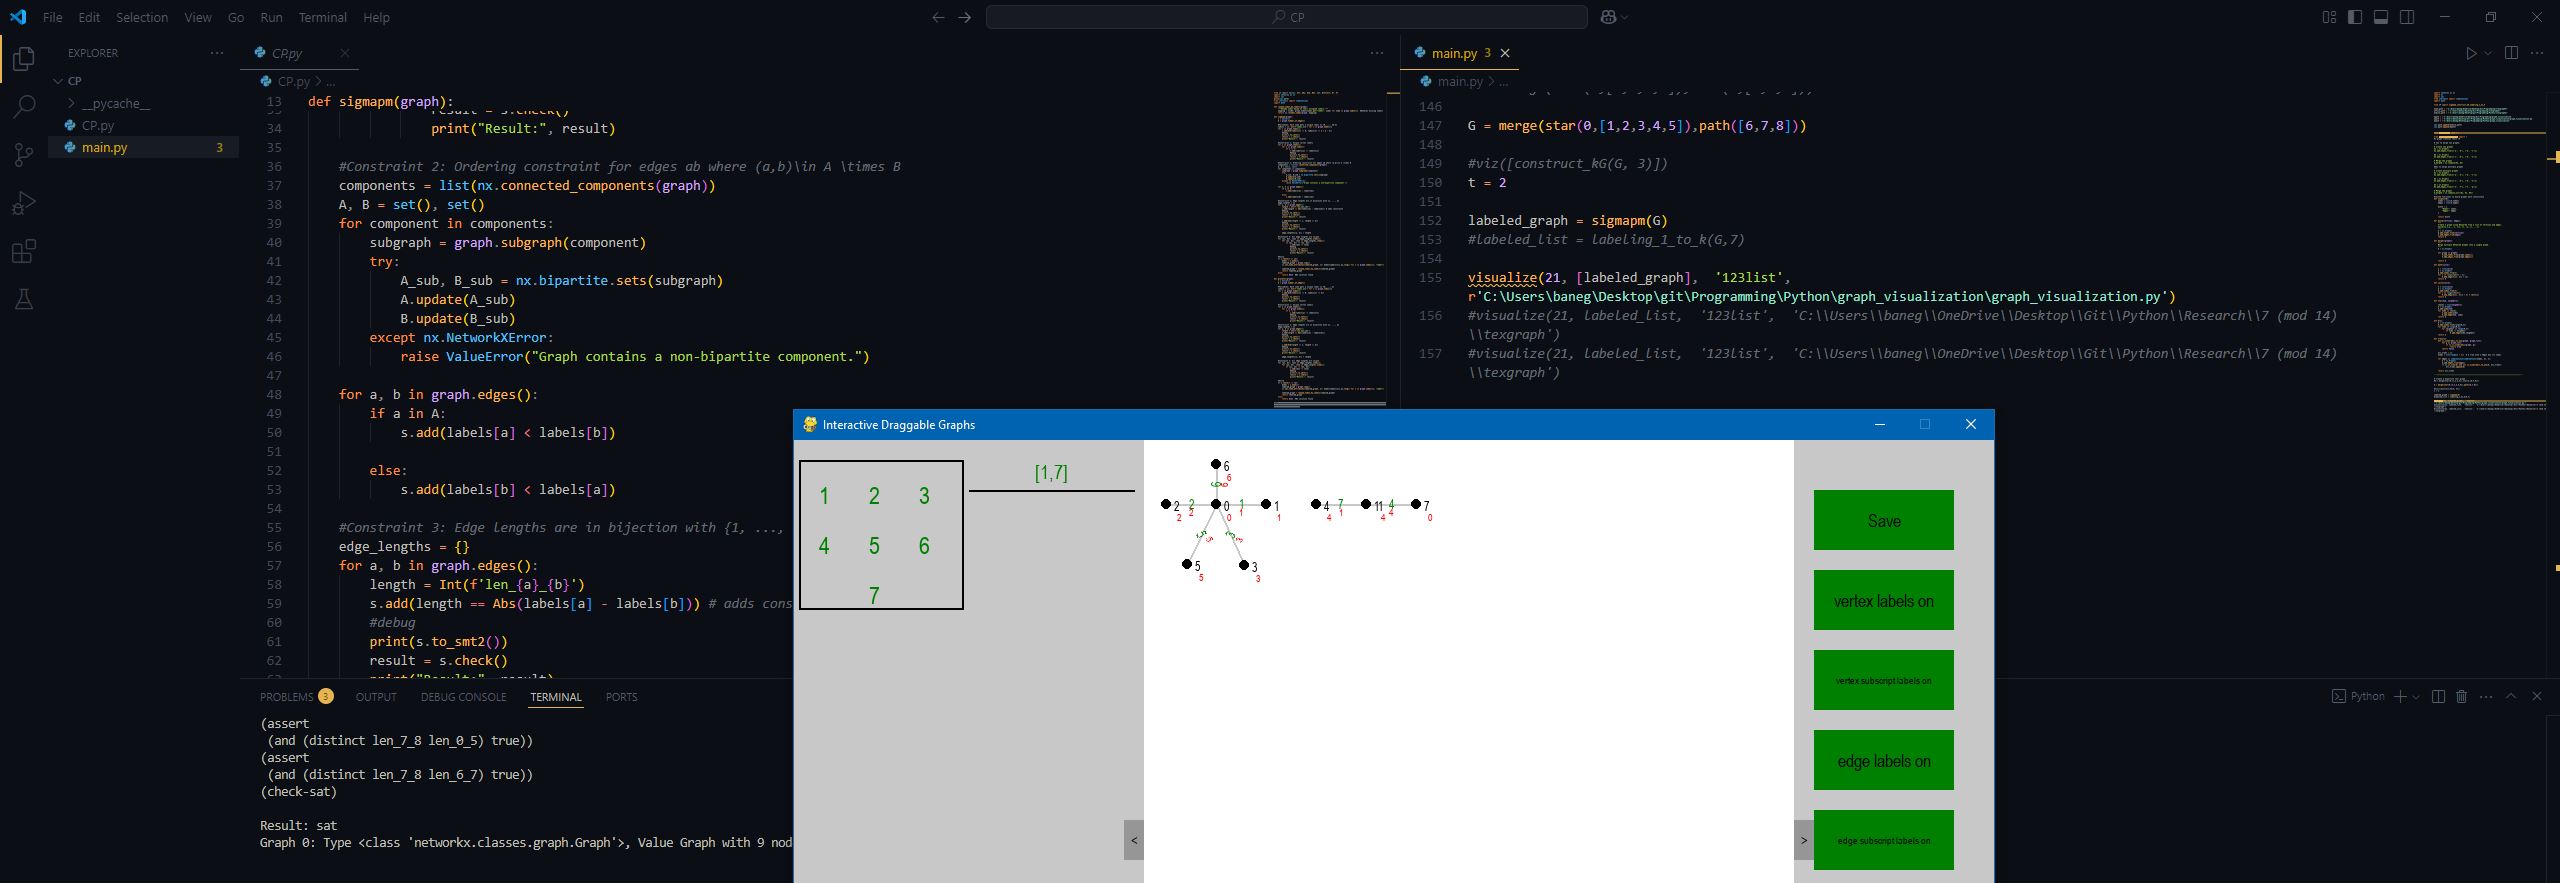 File Edit Selection View Go Run Terminal Help
CP
EXPLORER
CP
__pycache__
CP.py
main.py 3
CP.py
CP.py > ...
13 def sigmapm(graph):
34 print("Result:", result)
35
36 #Constraint 2: Ordering constraint for edges ab where (a,b)\in A \times B
37 components = list(nx.connected_components(graph))
38 A, B = set(), set()
39 for component in components:
40 subgraph = graph.subgraph(component)
41 try:
42 A_sub, B_sub = nx.bipartite.sets(subgraph)
43 A.update(A_sub)
44 B.update(B_sub)
45 except nx.NetworkXError:
46 raise ValueError("Graph contains a non-bipartite component.")
47
48 for a, b in graph.edges():
49 if a in A:
50 s.add(labels[a] < labels[b])
51
52 else:
53 s.add(labels[b] < labels[a])
54
55 #Constraint 3: Edge lengths are in bijection with {1, ...,
56 edge_lengths = {}
57 for a, b in graph.edges():
58 length = Int(f'len_{a}_{b}')
59 s.add(length == Abs(labels[a] - labels[b])) # adds cons
60 #debug
61 print(s.to_smt2())
62 result = s.check()
main.py 3
main.py > ...
146
147 G = merge(star(0,[1,2,3,4,5]),path([6,7,8]))
148
149 #viz([construct_kG(G, 3)])
150 t = 2
151
152 labeled_graph = sigmapm(G)
153 #labeled_list = labeling_1_to_k(G,7)
154
155 visualize(21, [labeled_graph], '123list',
r'C:\Users\baneg\Desktop\git\Programming\Python\graph_visualization\graph_visualization.py')
156 #visualize(21, labeled_list, '123list', 'C:\\Users\\baneg\\OneDrive\\Desktop\\Git\\Python\\Research\\7 (mod 14)
\\texgraph')
157 #visualize(21, labeled_list, '123list', 'C:\\Users\\baneg\\OneDrive\\Desktop\\Git\\Python\\Research\\7 (mod 14)
\\texgraph')
PROBLEMS 3 OUTPUT DEBUG CONSOLE TERMINAL PORTS
Python
(assert
(and (distinct len_7_8 len_0_5) true))
(assert
(and (distinct len_7_8 len_6_7) true))
(check-sat)
Result: sat
Graph 0: Type <class 'networkx.classes.graph.Graph'>, Value Graph with 9 nod
Interactive Draggable Graphs
1 2 3
4 5 6
7
[1,7]
6
6
6
6
2 2 0 1 1
2 2 0 1 1
5 3
5 3
5 3
5 3
4 7 11 4 7
4 1 4 4 0
<
>
Save
vertex labels on
vertex subscript labels on
edge labels on
edge subscript labels on